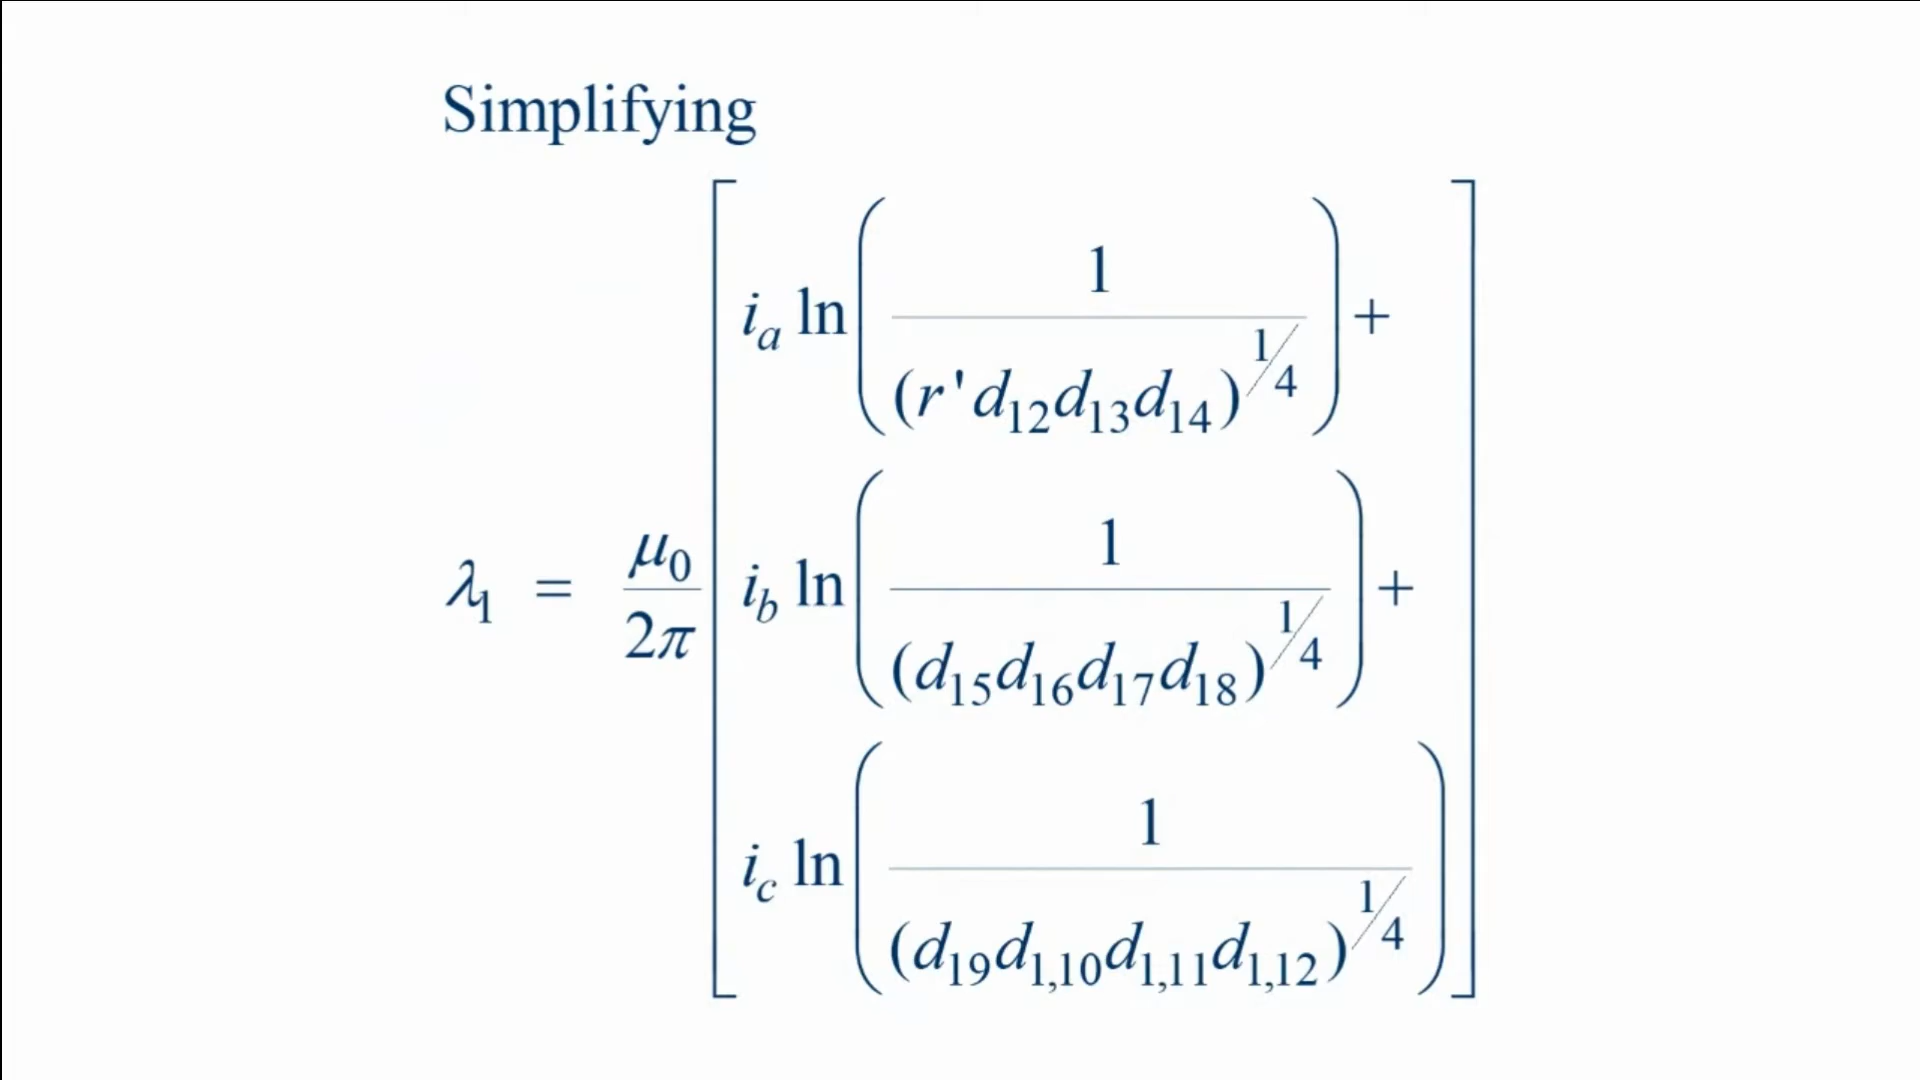 Simplifying
i_a ln( 1 / (r' d_12 d_13 d_14)^1/4 ) +
λ_1 = μ_0 / 2π [ i_b ln( 1 / (d_15 d_16 d_17 d_18)^1/4 ) +
i_c ln( 1 / (d_19 d_1,10 d_1,11 d_1,12)^1/4 ) ]